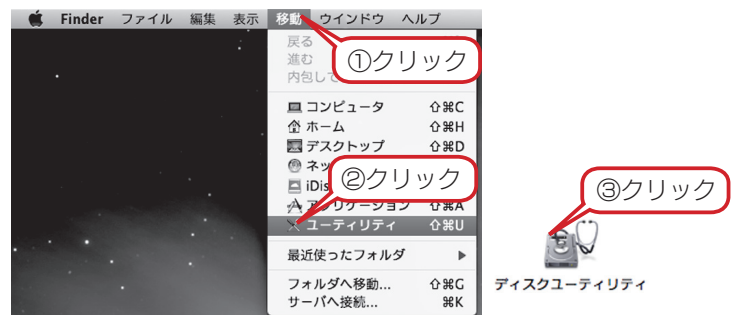 Finder ファイル 編集 表示 移動 ウインドウ ヘルプ
戻る
進む
①クリック
内包して
コンピュータ ⇧⌘C
ホーム ⇧⌘H
デスクトップ ⇧⌘D
ネッ
②クリック
iDis
アプリケーション ⇧⌘A
ユーティリティ ⇧⌘U
③クリック
最近使ったフォルダ ▶
フォルダへ移動... ⇧⌘G
サーバへ接続... ⌘K
ディスクユーティリティ